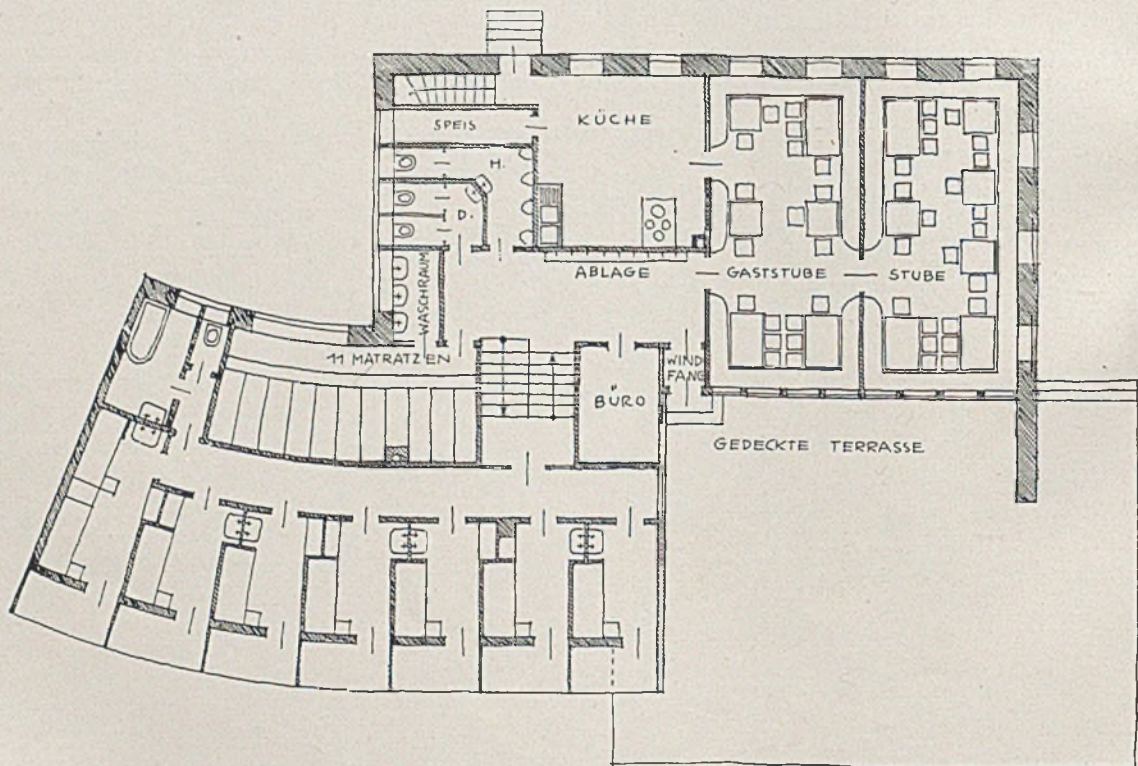 KÜCHE
SPEIS
H.
D.
WASCHRAUM
ABLAGE
GASTSTUBE
STUBE
11 MATRATZEN
WIND
FANG
BÜRO
GEDECKTE TERRASSE